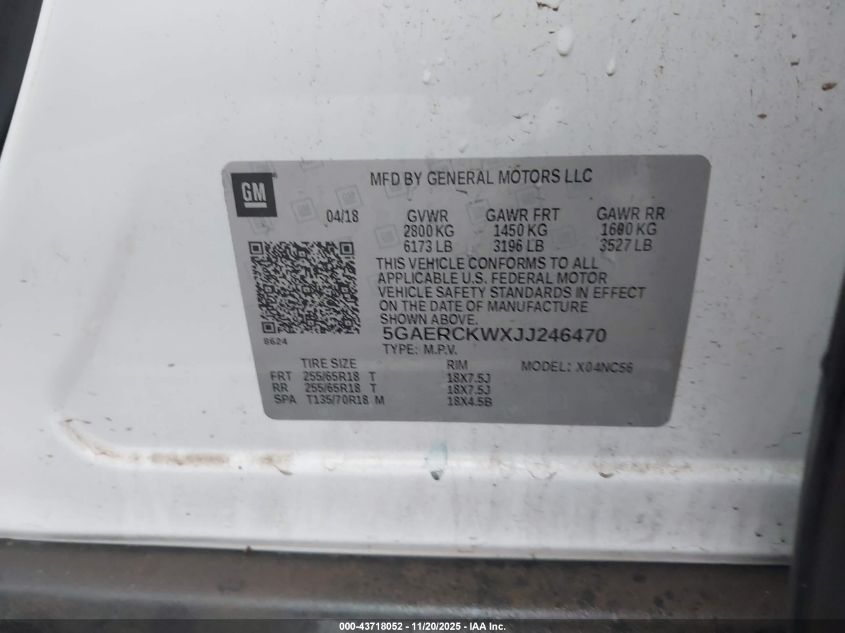 GM
MFD BY GENERAL MOTORS LLC
04/18 GVWR GAWR FRT GAWR RR
2800 KG 1450 KG 1600 KG
6173 LB 3196 LB 3527 LB
THIS VEHICLE CONFORMS TO ALL
APPLICABLE U.S. FEDERAL MOTOR
VEHICLE SAFETY STANDARDS IN EFFECT
ON THE DATE OF MANUFACTURE
SHOWN ABOVE.
5GAERCKWXJJ246470
8624
TYPE: M.P.V.
TIRE SIZE RIM MODEL: X04NC56
FRT 255/65R18 T 18X7.5J
RR 255/65R18 T 18X7.5J
SPA T135/70R18 M 18X4.5B
000-43718052 - 11/20/2025 - IAA Inc.